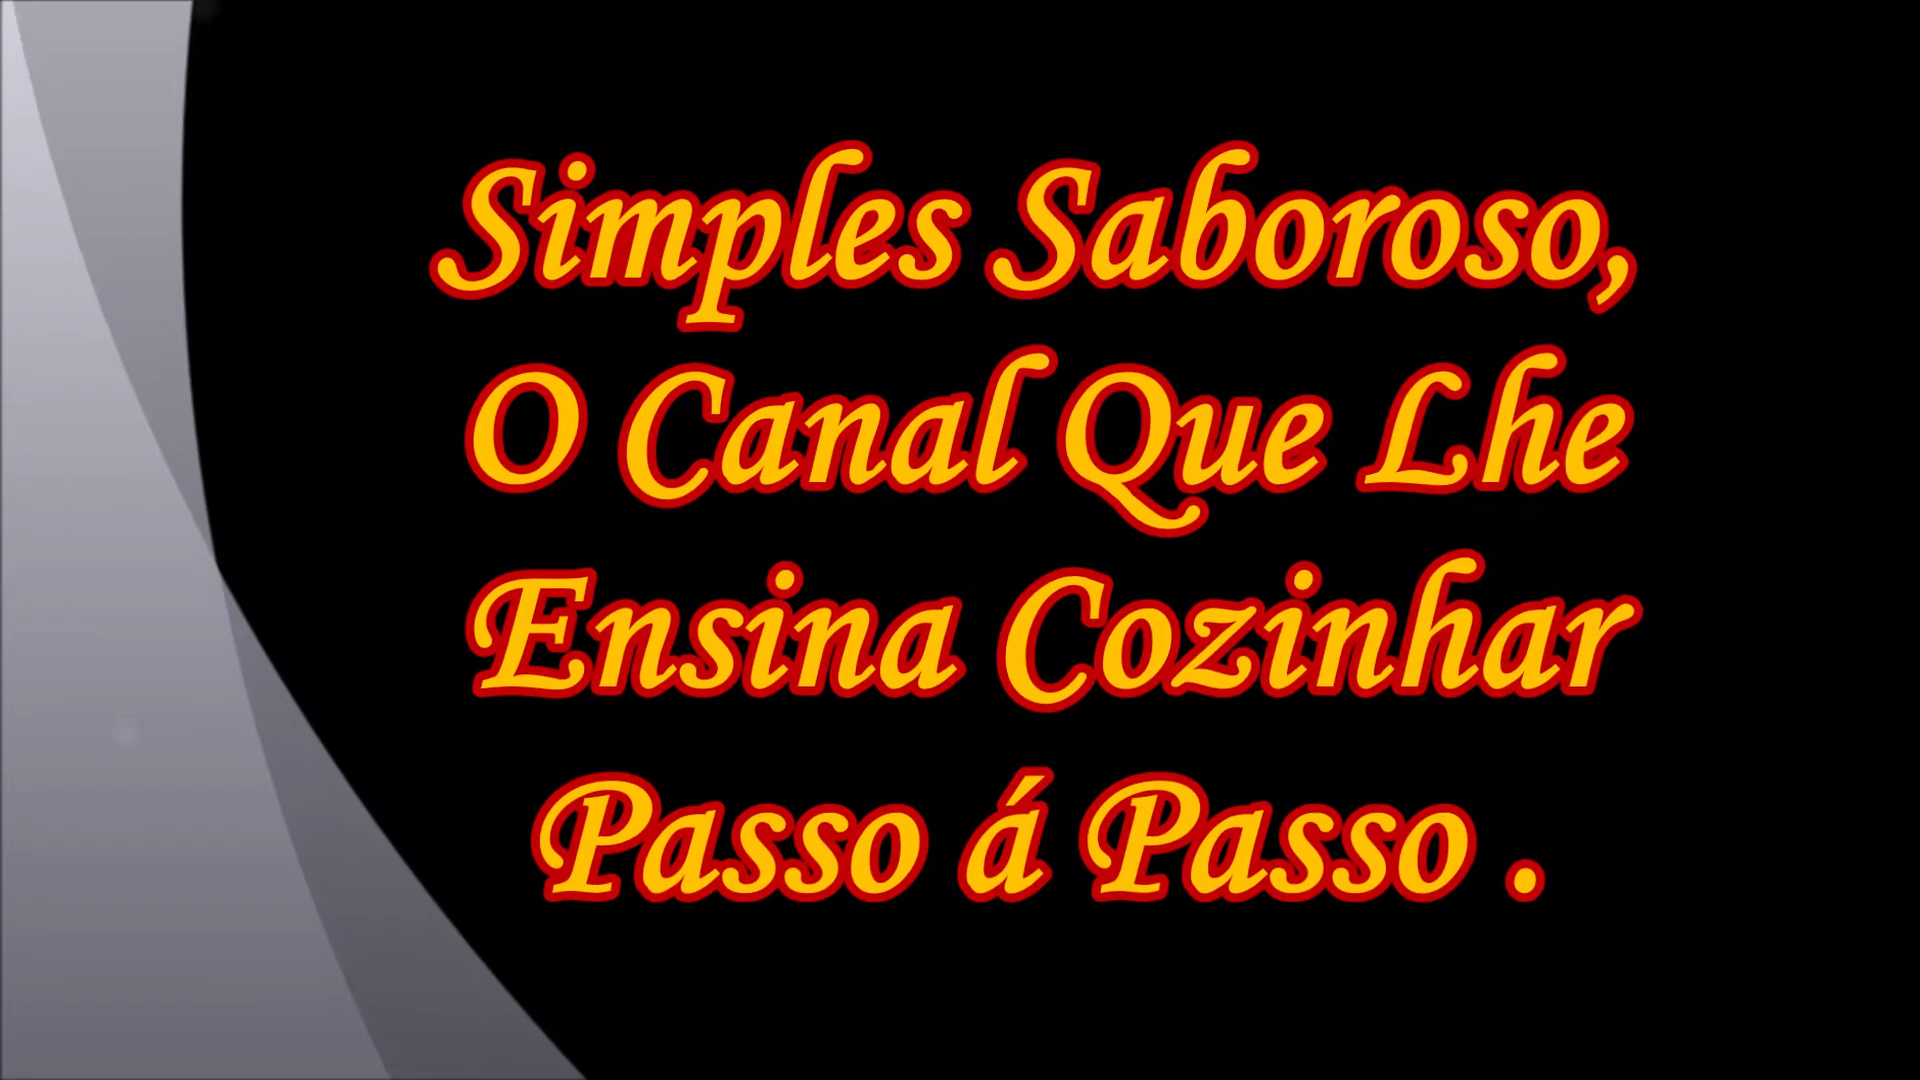 Simples Saboroso,
O Canal Que Lhe
Ensina Cozinhar
Passo á Passo .